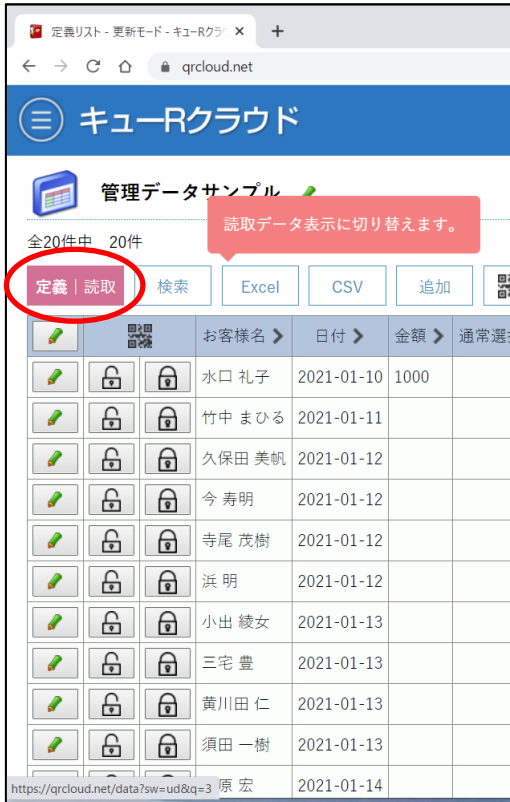 定義リスト - 更新モード - キューRクラ
qrcloud.net
キューRクラウド
管理データサンプル
読取データ表示に切り替えます。
全20件中 20件
定義｜読取 検索 Excel CSV 追加
お客様名 日付 金額 通常選
水口 礼子 2021-01-10 1000
竹中 まひる 2021-01-11
久保田 美帆 2021-01-12
今 寿明 2021-01-12
寺尾 茂樹 2021-01-12
浜 明 2021-01-12
小出 綾女 2021-01-13
三宅 豊 2021-01-13
黄川田 仁 2021-01-13
須田 一樹 2021-01-13
原 宏 2021-01-14
https://qrcloud.net/data?sw=ud&q=3